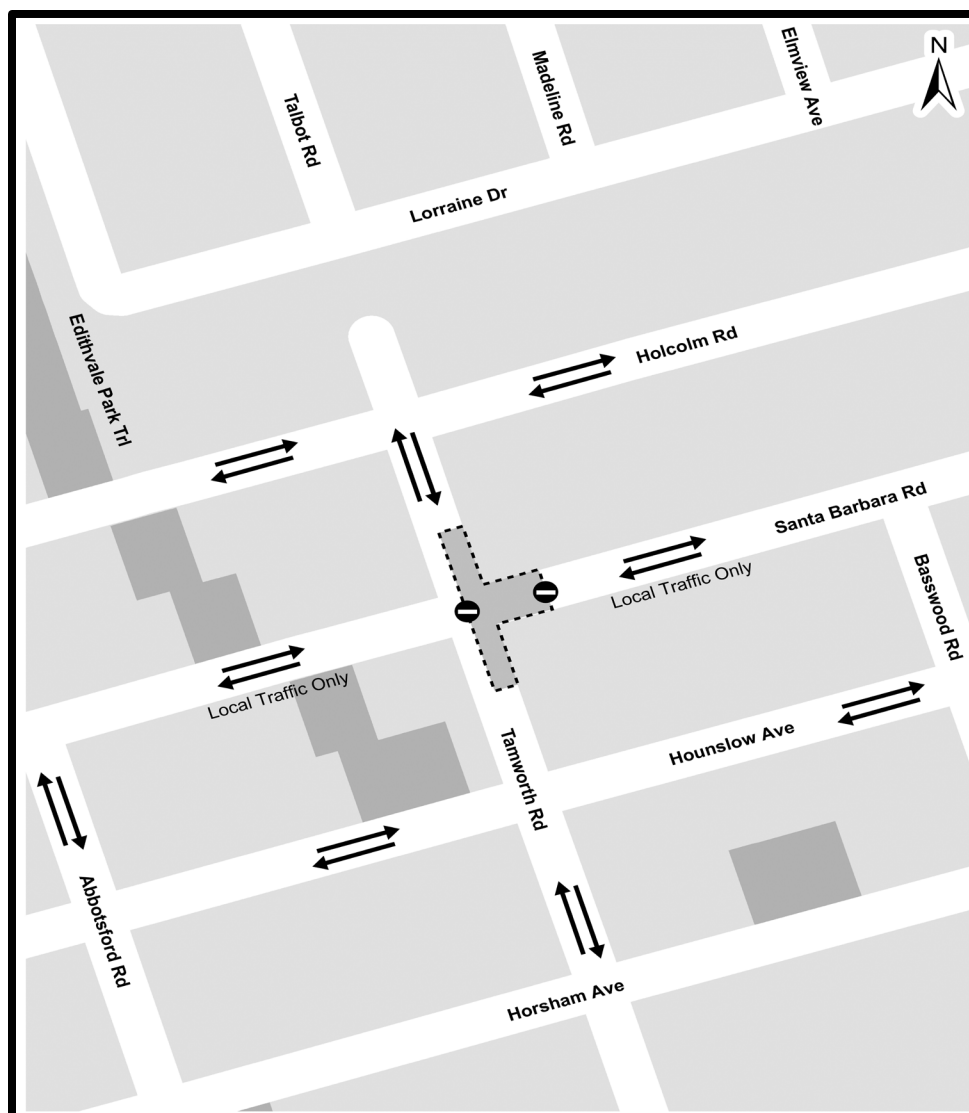 N
Elmview Ave
Madeline Rd
Talbot Rd
Lorraine Dr
Edithvale Park Trl
Holcolm Rd
Santa Barbara Rd
Local Traffic Only
Basswood Rd
Local Traffic Only
Tamworth Rd
Hounslow Ave
Abbotsford Rd
Horsham Ave